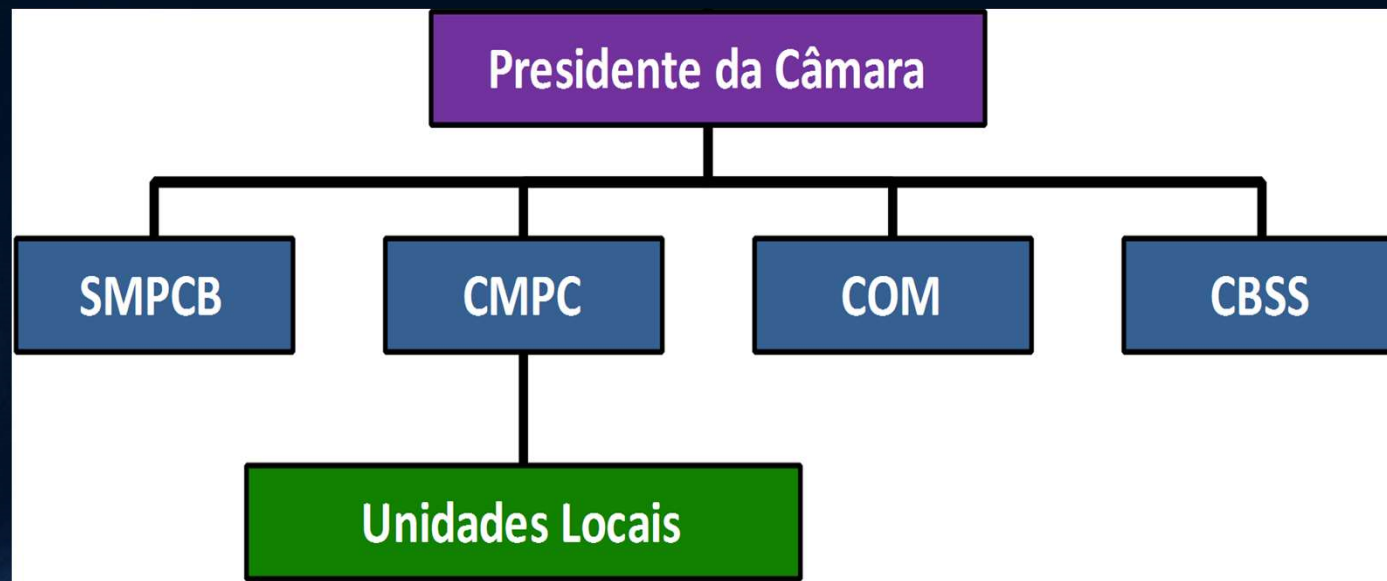 Presidente da Câmara
SMPCB
CMPC
COM
CBSS
Unidades Locais